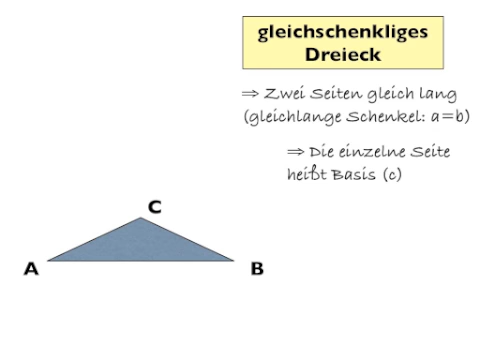 gleichschenkliges
Dreieck
⇒ Zwei Seiten gleich lang
(gleichlange Schenkel: a=b)
⇒ Die einzelne Seite
heißt Basis (c)
C
A
B